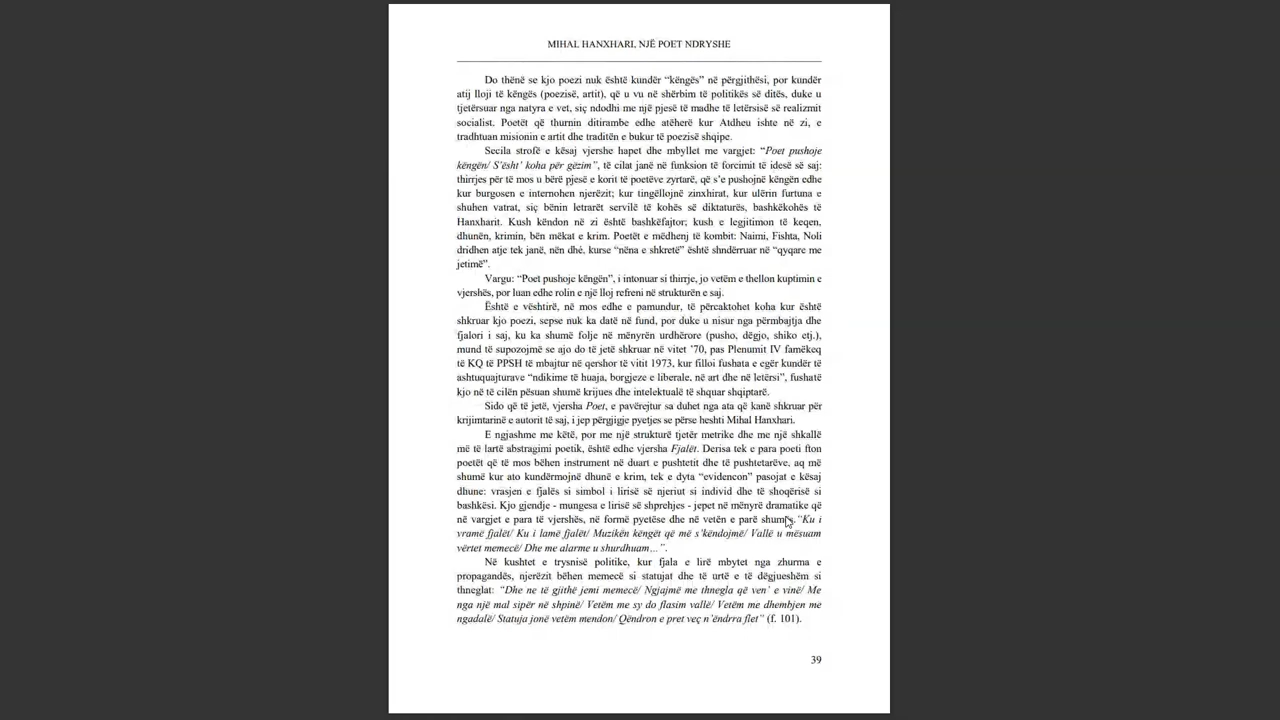 MIHAL HANXHARI, NJË POET NDRYSHE
Do thënë se kjo poezi nuk është kundër “këngës” në përgjithësi, por kundër
atij lloji të këngës (poezisë, artit), që u vu në shërbim të politikës së ditës, duke u
tjetërsuar nga natyra e vet, siç ndodhi me një pjesë të madhe të letërsisë së realizmit
socialist. Poetët që thurnin ditirambe edhe atëherë kur Atdheu ishte në zi, e
tradhtuan misionin e artit dhe traditën e bukur të poezisë shqipe.
Secila strofë e kësaj vjershe hapet dhe mbyllet me vargjet: “Poet pushoje
këngën/ S’ësht’ koha për gëzim”, të cilat janë në funksion të forcimit të idesë së saj:
thirrjes për të mos u bërë pjesë e korit të poetëve zyrtarë, që s’e pushojnë këngën edhe
kur burgosen e internohen njerëzit; kur tingëllojnë zinxhirat, kur ulërin furtuna e
shuhen vatrat, siç bënin letrarët servilë të kohës së diktaturës, bashkëkohës të
Hanxharit. Kush këndon në zi është bashkëfajtor; kush e legjitimon të keqen,
dhunën, krimin, bën mëkat e krim. Poetët e mëdhenj të kombit: Naimi, Fishta, Noli
dridhen atje tek janë, nën dhé, kurse “nëna e shkretë” është shndërruar në “qyqare me
jetimë”.
Vargu: “Poet pushoje këngën”, i intonuar si thirrje, jo vetëm e thellon kuptimin e
vjershës, por luan edhe rolin e një lloj refreni në strukturën e saj.
Është e vështirë, në mos edhe e pamundur, të përcaktohet koha kur është
shkruar kjo poezi, sepse nuk ka datë në fund, por duke u nisur nga përmbajtja dhe
fjalori i saj, ku ka shumë folje në mënyrën urdhërore (pusho, dëgjo, shiko etj.),
mund të supozojmë se ajo do të jetë shkruar në vitet ’70, pas Plenumit IV famëkeq
të KQ të PPSH të mbajtur në qershor të vitit 1973, kur filloi fushata e egër kundër të
ashtuquajturave “ndikime të huaja, borgjeze e liberale, në art dhe në letërsi”, fushatë
kjo në të cilën pësuan shumë krijues dhe intelektualë të shquar shqiptarë.
Sido që të jetë, vjersha Poet, e pavërejtur sa duhet nga ata që kanë shkruar për
krijimtarinë e autorit të saj, i jep përgjigje pyetjes se përse heshti Mihal Hanxhari.
E ngjashme me këtë, por me një strukturë tjetër metrike dhe me një shkallë
më të lartë abstragimi poetik, është edhe vjersha Fjalët. Derisa tek e para poeti fton
poetët që të mos bëhen instrument në duart e pushtetit dhe të pushtetarëve, aq më
shumë kur ato kundërmojnë dhunë e krim, tek e dyta “evidencon” pasojat e kësaj
dhune: vrasjen e fjalës si simbol i lirisë së njeriut si individ dhe të shoqërisë si
bashkësi. Kjo gjendje - mungesa e lirisë së shprehjes - jepet në mënyrë dramatike që
në vargjet e para të vjershës, në formë pyetëse dhe në vetën e parë shumës “Ku i
vramë fjalët/ Ku i lamë fjalët/ Muzikën këngët që më s’këndojmë/ Vallë u mësuam
vërtet memecë/ Dhe me alarme u shurdhuam…”.
Në kushtet e trysnisë politike, kur fjala e lirë mbytet nga zhurma e
propagandës, njerëzit bëhen memecë si statujat dhe të urtë e të dëgjueshëm si
thneglat: “Dhe ne të gjithë jemi memecë/ Ngjajmë me thnegla që ven’ e vinë/ Me
nga një mal sipër në shpinë/ Vetëm me sy do flasim vallë/ Vetëm me dhembjen me
ngadalë/ Statuja jonë vetëm mendon/ Qëndron e pret veç n’ëndrra flet” (f. 101).
39